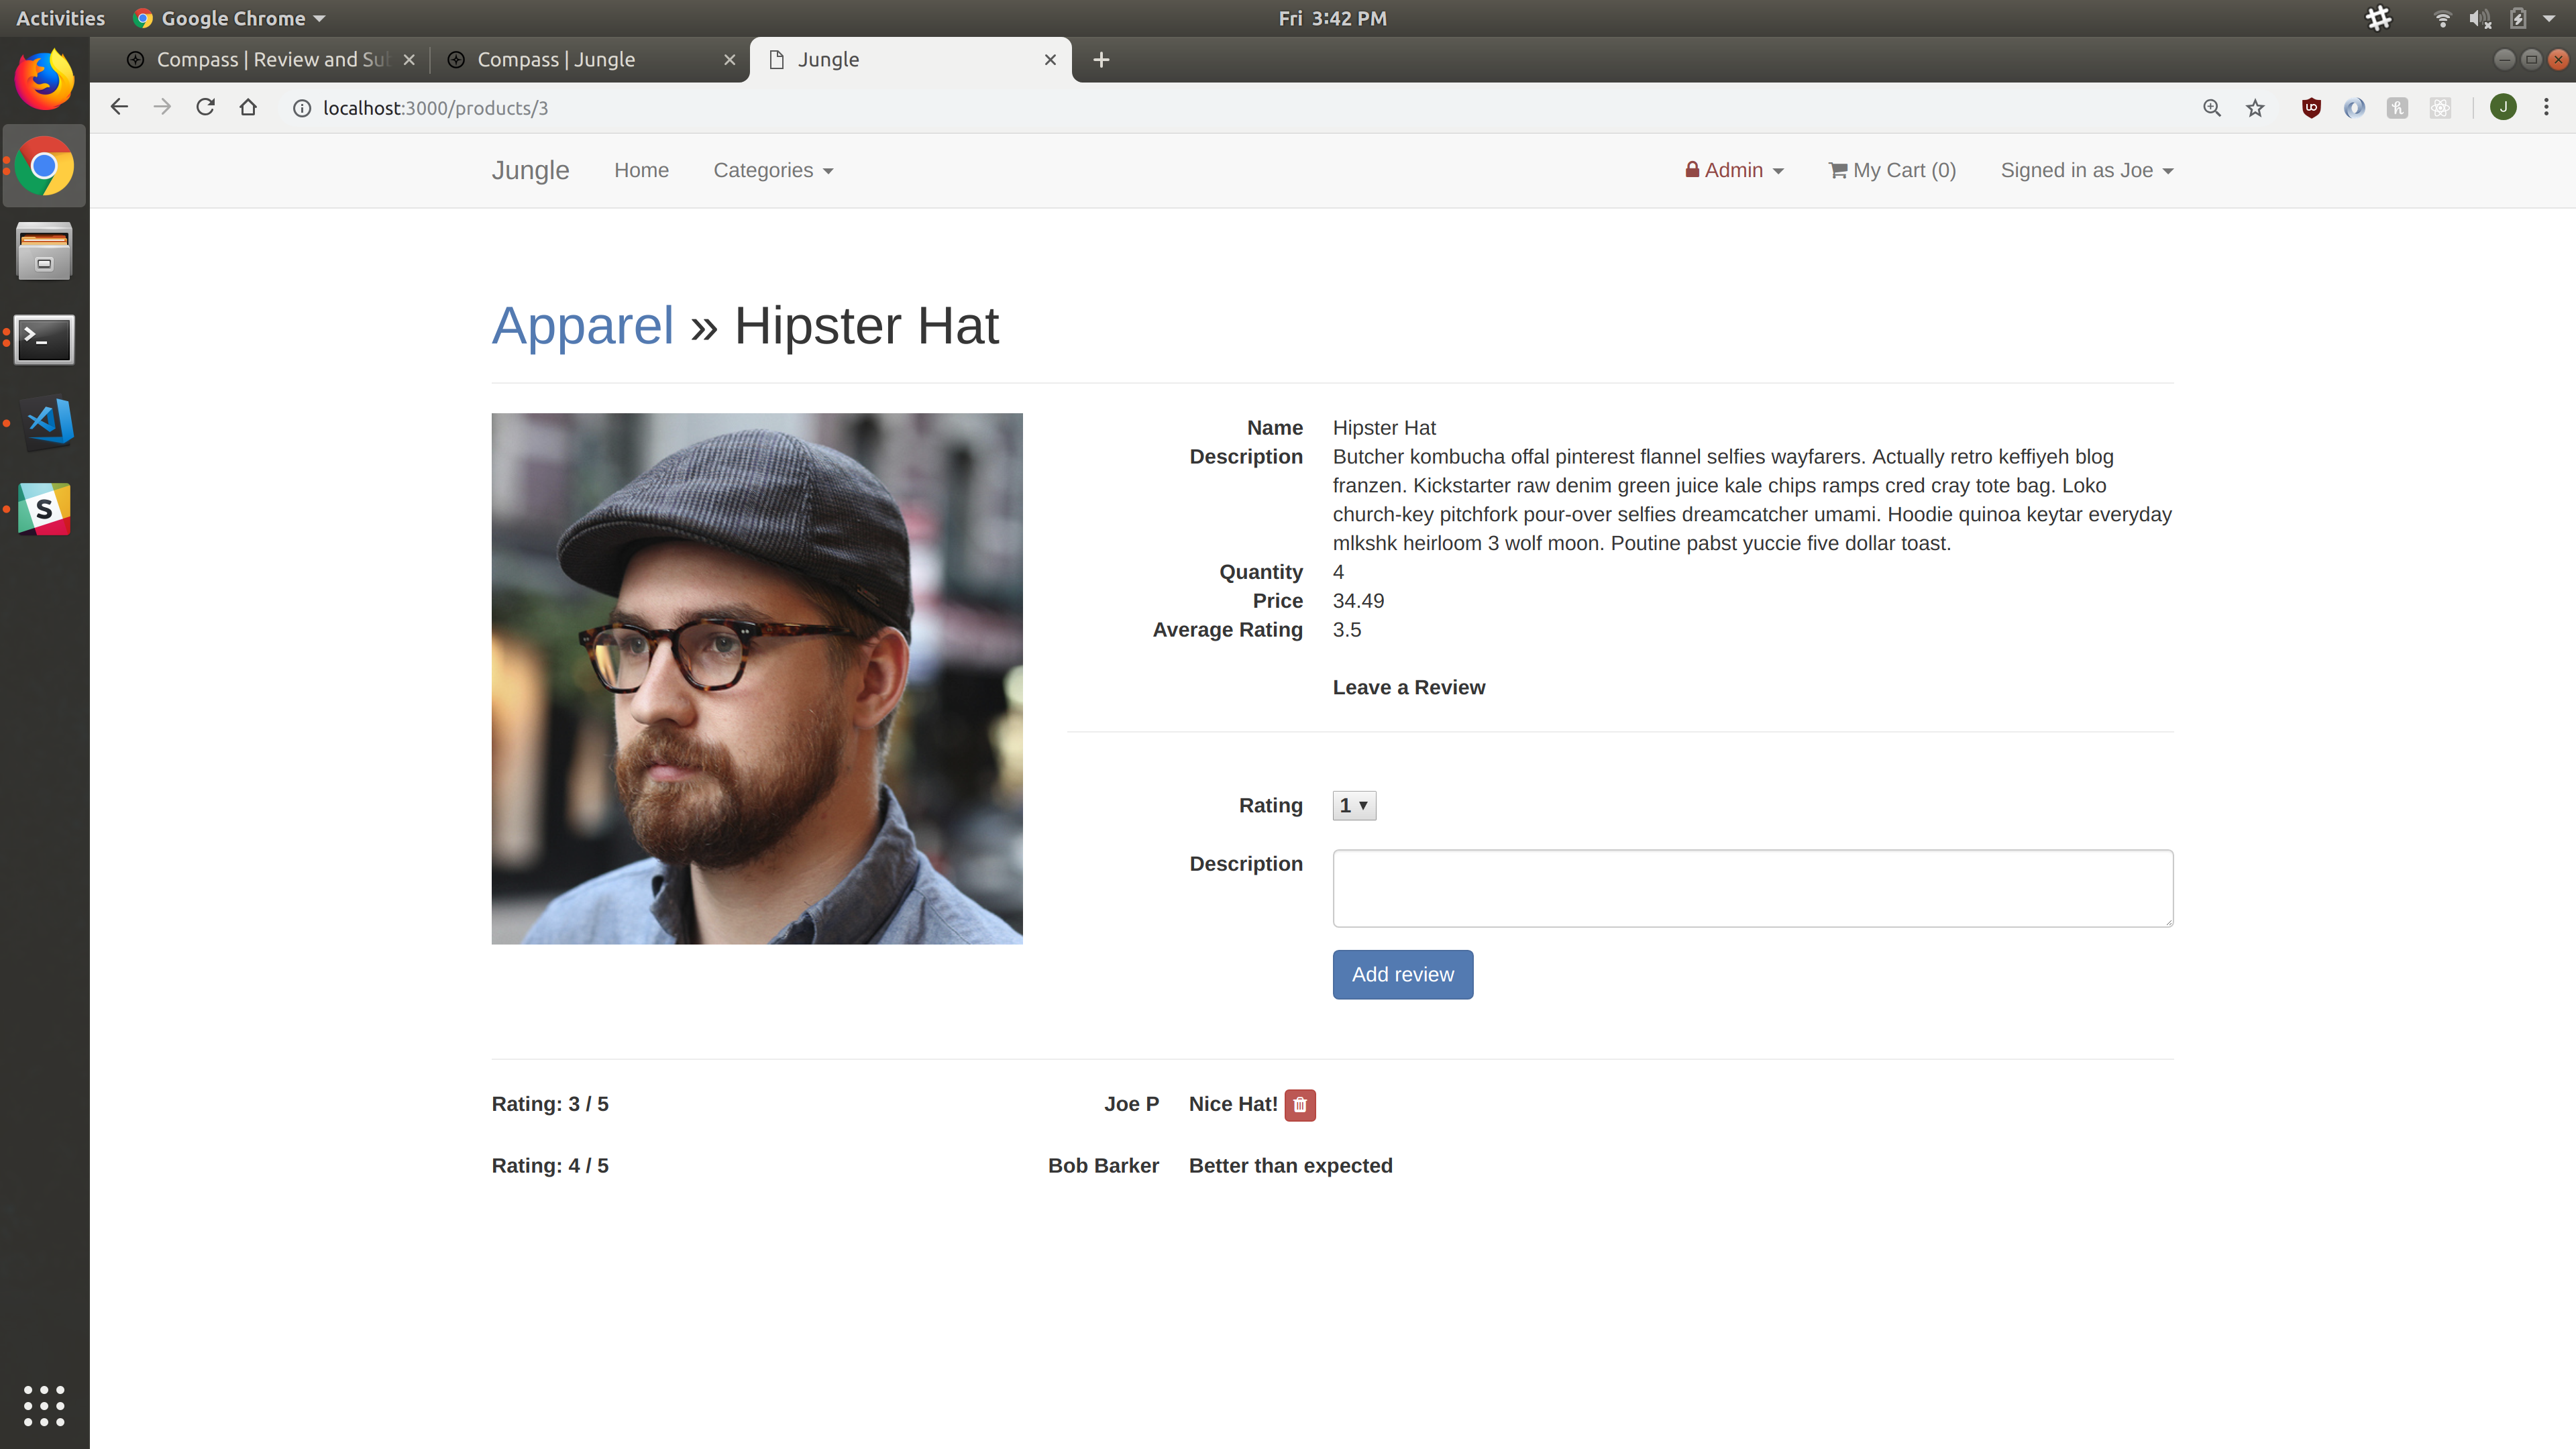 Activities Google Chrome Fri 3:42 PM
Compass | Review and Su Compass | Jungle Jungle
localhost:3000/products/3 J
Jungle Home Categories Admin My Cart (0) Signed in as Joe
Apparel » Hipster Hat
Name Hipster Hat
Description Butcher kombucha offal pinterest flannel selfies wayfarers. Actually retro keffiyeh blog
franzen. Kickstarter raw denim green juice kale chips ramps cred cray tote bag. Loko
church-key pitchfork pour-over selfies dreamcatcher umami. Hoodie quinoa keytar everyday
mlkshk heirloom 3 wolf moon. Poutine pabst yuccie five dollar toast.
Quantity 4
Price 34.49
Average Rating 3.5
Leave a Review
Rating 1
Description
Add review
Rating: 3 / 5 Joe P Nice Hat!
Rating: 4 / 5 Bob Barker Better than expected